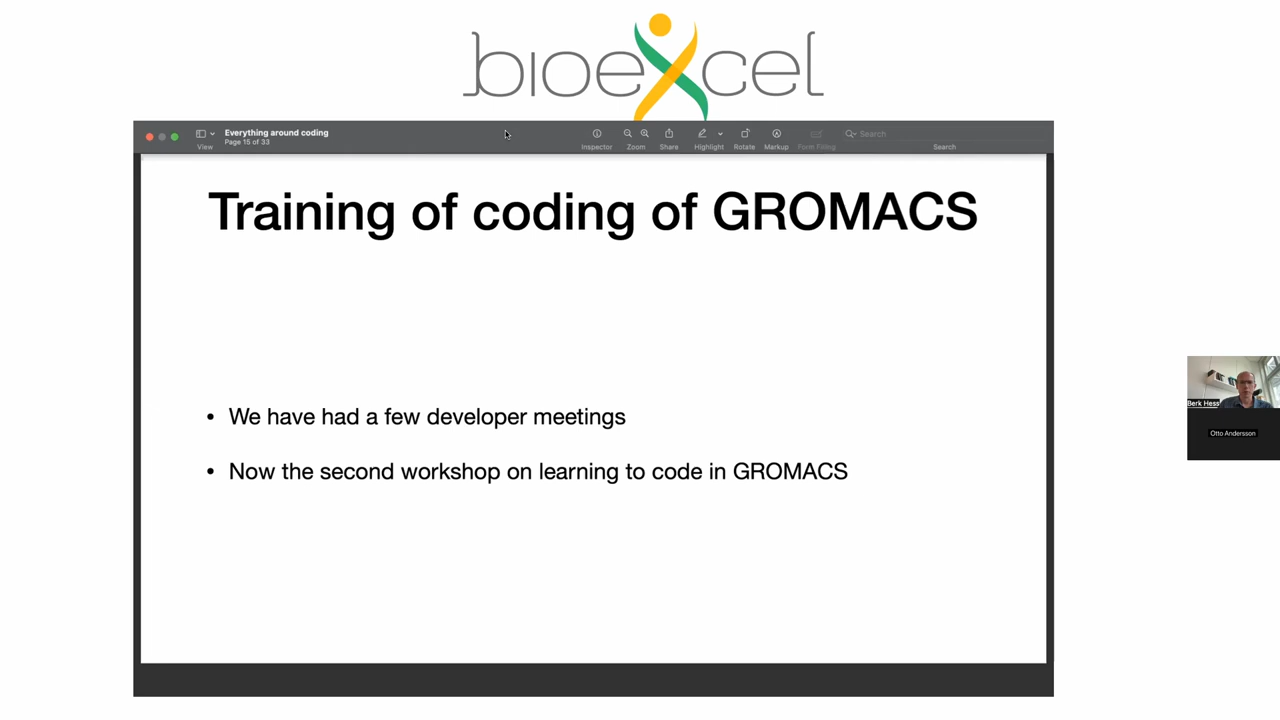 bioexcel
Everything around coding
Page 15 of 33
View
Inspector
Zoom
Share
Highlight
Rotate
Markup
Form Filling
Search
Search
Training of coding of GROMACS
• We have had a few developer meetings
• Now the second workshop on learning to code in GROMACS
Berk Hess
Otto Andersson